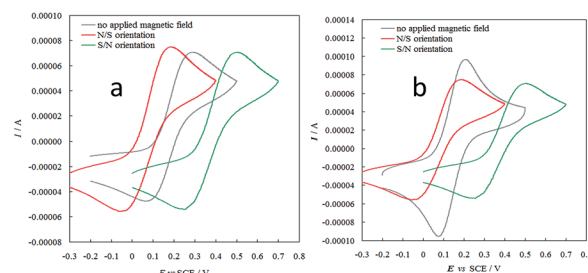 0.00010
0.00008
0.00006
0.00004
0.00002
0.00000
-0.00002
-0.00004
-0.00006
-0.00008
I / A
no applied magnetic field
N/S orientation
S/N orientation
a
-0.3 -0.2 -0.1 0 0.1 0.2 0.3 0.4 0.5 0.6 0.7 0.8
E vs SCE / V
0.00014
0.00012
0.00010
0.00008
0.00006
0.00004
0.00002
0.00000
-0.00002
-0.00004
-0.00006
-0.00008
-0.00010
I / A
no applied magnetic field
N/S orientation
S/N orientation
b
-0.3 -0.2 -0.1 0 0.1 0.2 0.3 0.4 0.5 0.6 0.7 0.8
E vs SCE / V